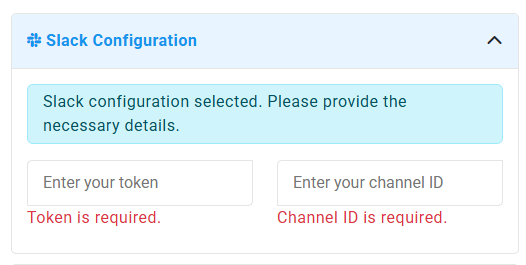 Slack Configuration
Slack configuration selected. Please provide the
necessary details.
Enter your token
Enter your channel ID
Token is required.
Channel ID is required.